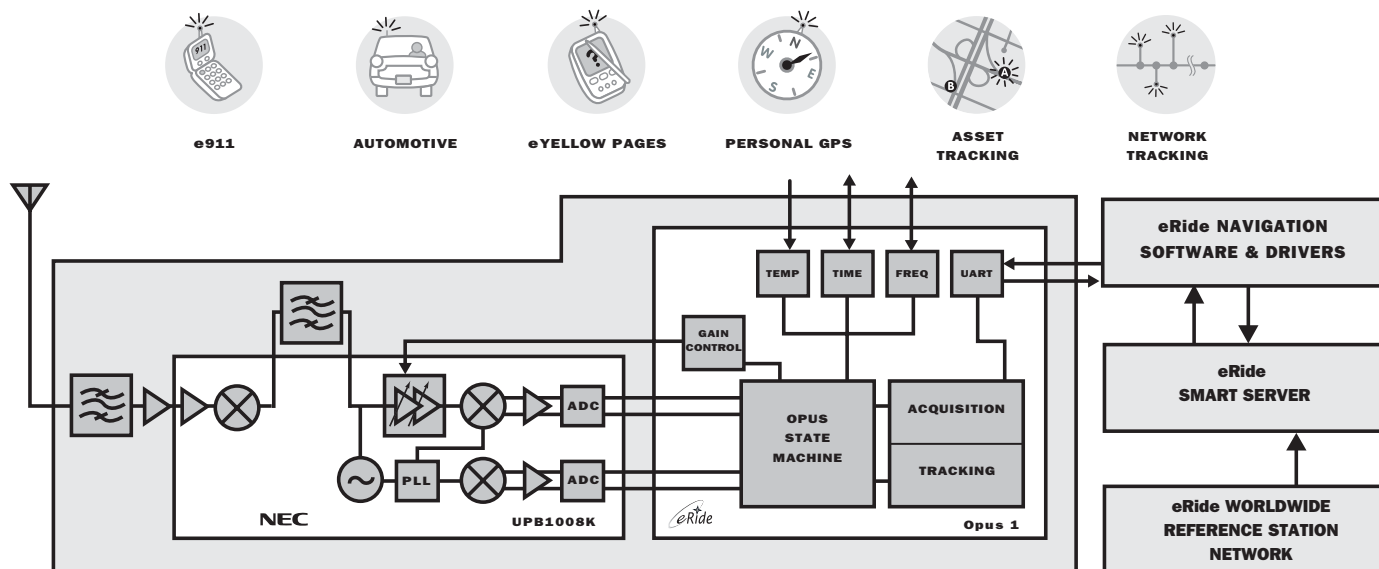 911
W
N
E
S
A
B
e911
AUTOMOTIVE
eYELLOW PAGES
PERSONAL GPS
ASSET
TRACKING
NETWORK
TRACKING
eRide NAVIGATION
SOFTWARE & DRIVERS
TEMP
TIME
FREQ
UART
GAIN
CONTROL
eRide
SMART SERVER
ADC
OPUS
STATE
MACHINE
ACQUISITION
TRACKING
PLL
ADC
NEC
UPB1008K
eRide
Opus 1
eRide WORLDWIDE
REFERENCE STATION
NETWORK